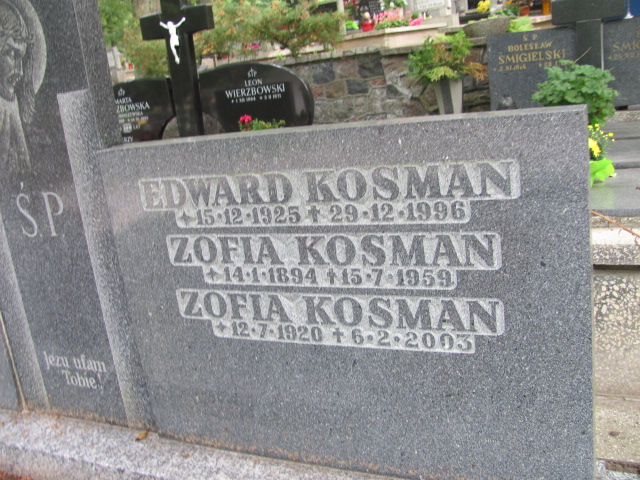 EDWARD KOSMAN
+15·12·1925 ✝ 29·12·1996
ZOFIA KOSMAN
+14·1·1894 ✝15·7·1959
ZOFIA KOSMAN
+12·7·1920 ✝6·2·2003
Ś.P
Jezu ufam
Tobie!
LEON
WIERZBOWSKI
MARTA
BOLESŁAW
ŚMIGIELSKI